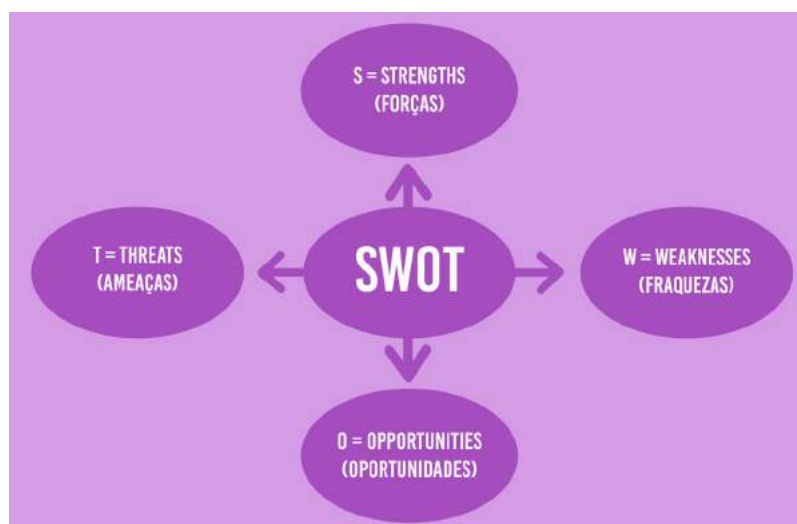 S = STRENGTHS
(FORÇAS)
T = THREATS
(AMEAÇAS)
SWOT
W = WEAKNESSES
(FRAQUEZAS)
O = OPPORTUNITIES
(OPORTUNIDADES)